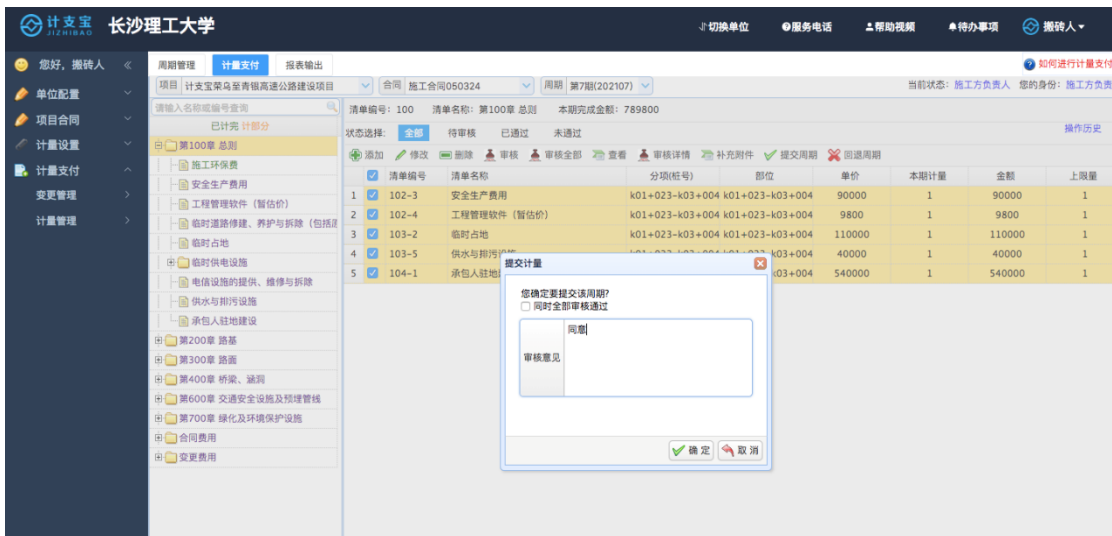 计支宝 JIZHIBAO 长沙理工大学 切换单位 服务电话 帮助视频 待办事项 搬砖人
您好，搬砖人
单位配置
项目合同
计量设置
计量支付
变更管理
计量管理
周期管理 计量支付 报表输出 如何进行计量支付
项目 计支宝荣乌至青银高速公路建设项目 合同 施工合同050324 周期 第7期(202107) 当前状态: 施工方负责人 您的身份: 施工方负责
请输入名称或编号查询
已计完 计部分
第100章 总则
施工环保费
安全生产费用
工程管理软件（暂估价）
临时道路修建、养护与拆除（包括原
临时占地
临时供电设施
电信设施的提供、维修与拆除
供水与排污设施
承包人驻地建设
第200章 路基
第300章 路面
第400章 桥梁、涵洞
第600章 交通安全设施及预埋管线
第700章 绿化及环境保护设施
合同费用
变更费用
清单编号: 100 清单名称: 第100章 总则 本期完成金额: 789800
状态选择: 全部 待审核 已通过 未通过 操作历史
添加 修改 删除 审核 审核全部 查看 审核详情 补充附件 提交周期 回退周期
清单编号 清单名称 分项(桩号) 部位 单价 本期计量 金额 上限量
1 102-3 安全生产费用 k01+023-k03+004 k01+023-k03+004 90000 1 90000 1
2 102-4 工程管理软件（暂估价） k01+023-k03+004 k01+023-k03+004 9800 1 9800 1
3 103-2 临时占地 k01+023-k03+004 k01+023-k03+004 110000 1 110000 1
4 103-5 供水与排污 40000 1 40000 1
5 104-1 承包人驻地 k03+004 540000 1 540000 1
提交计量
您确定要提交该周期?
同时全部审核通过
审核意见 同意
确 定 取 消